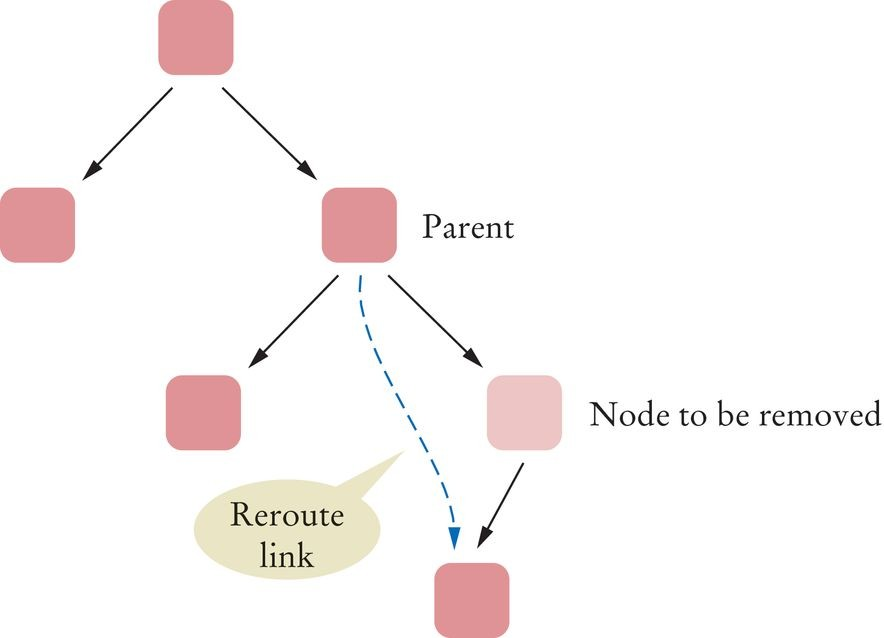 Parent
Node to be removed
Reroute
link